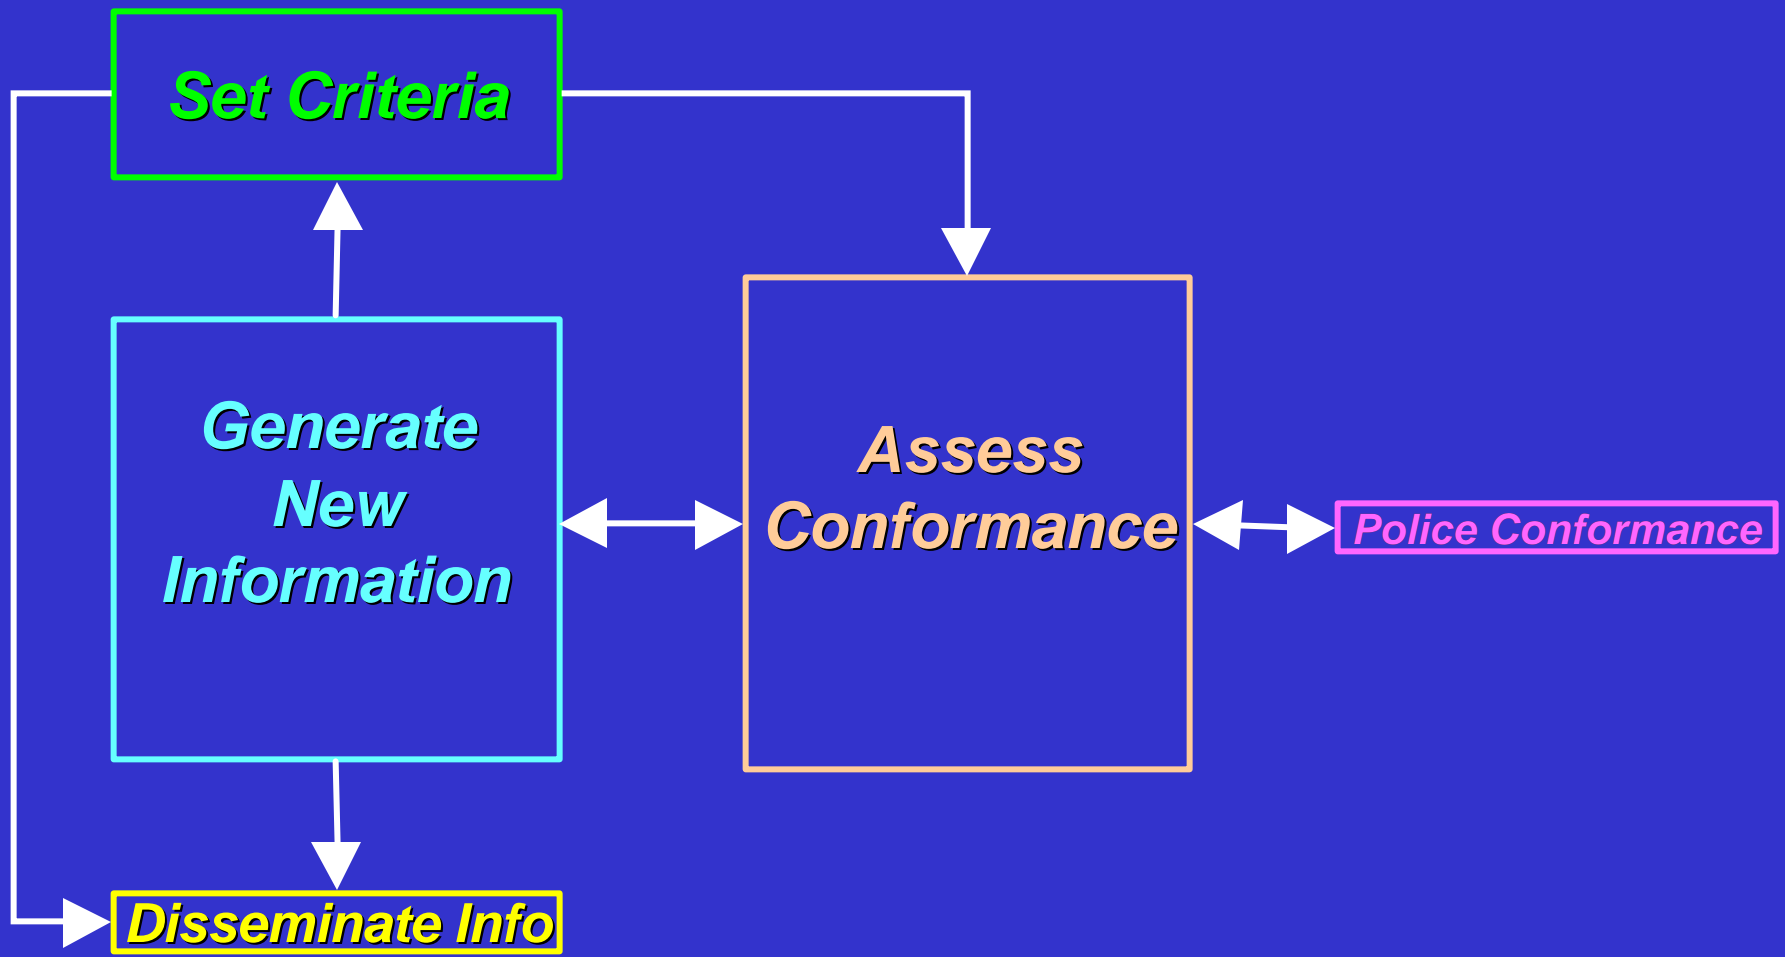 Set Criteria
Generate
New
Information
Assess
Conformance
Police Conformance
Disseminate Info